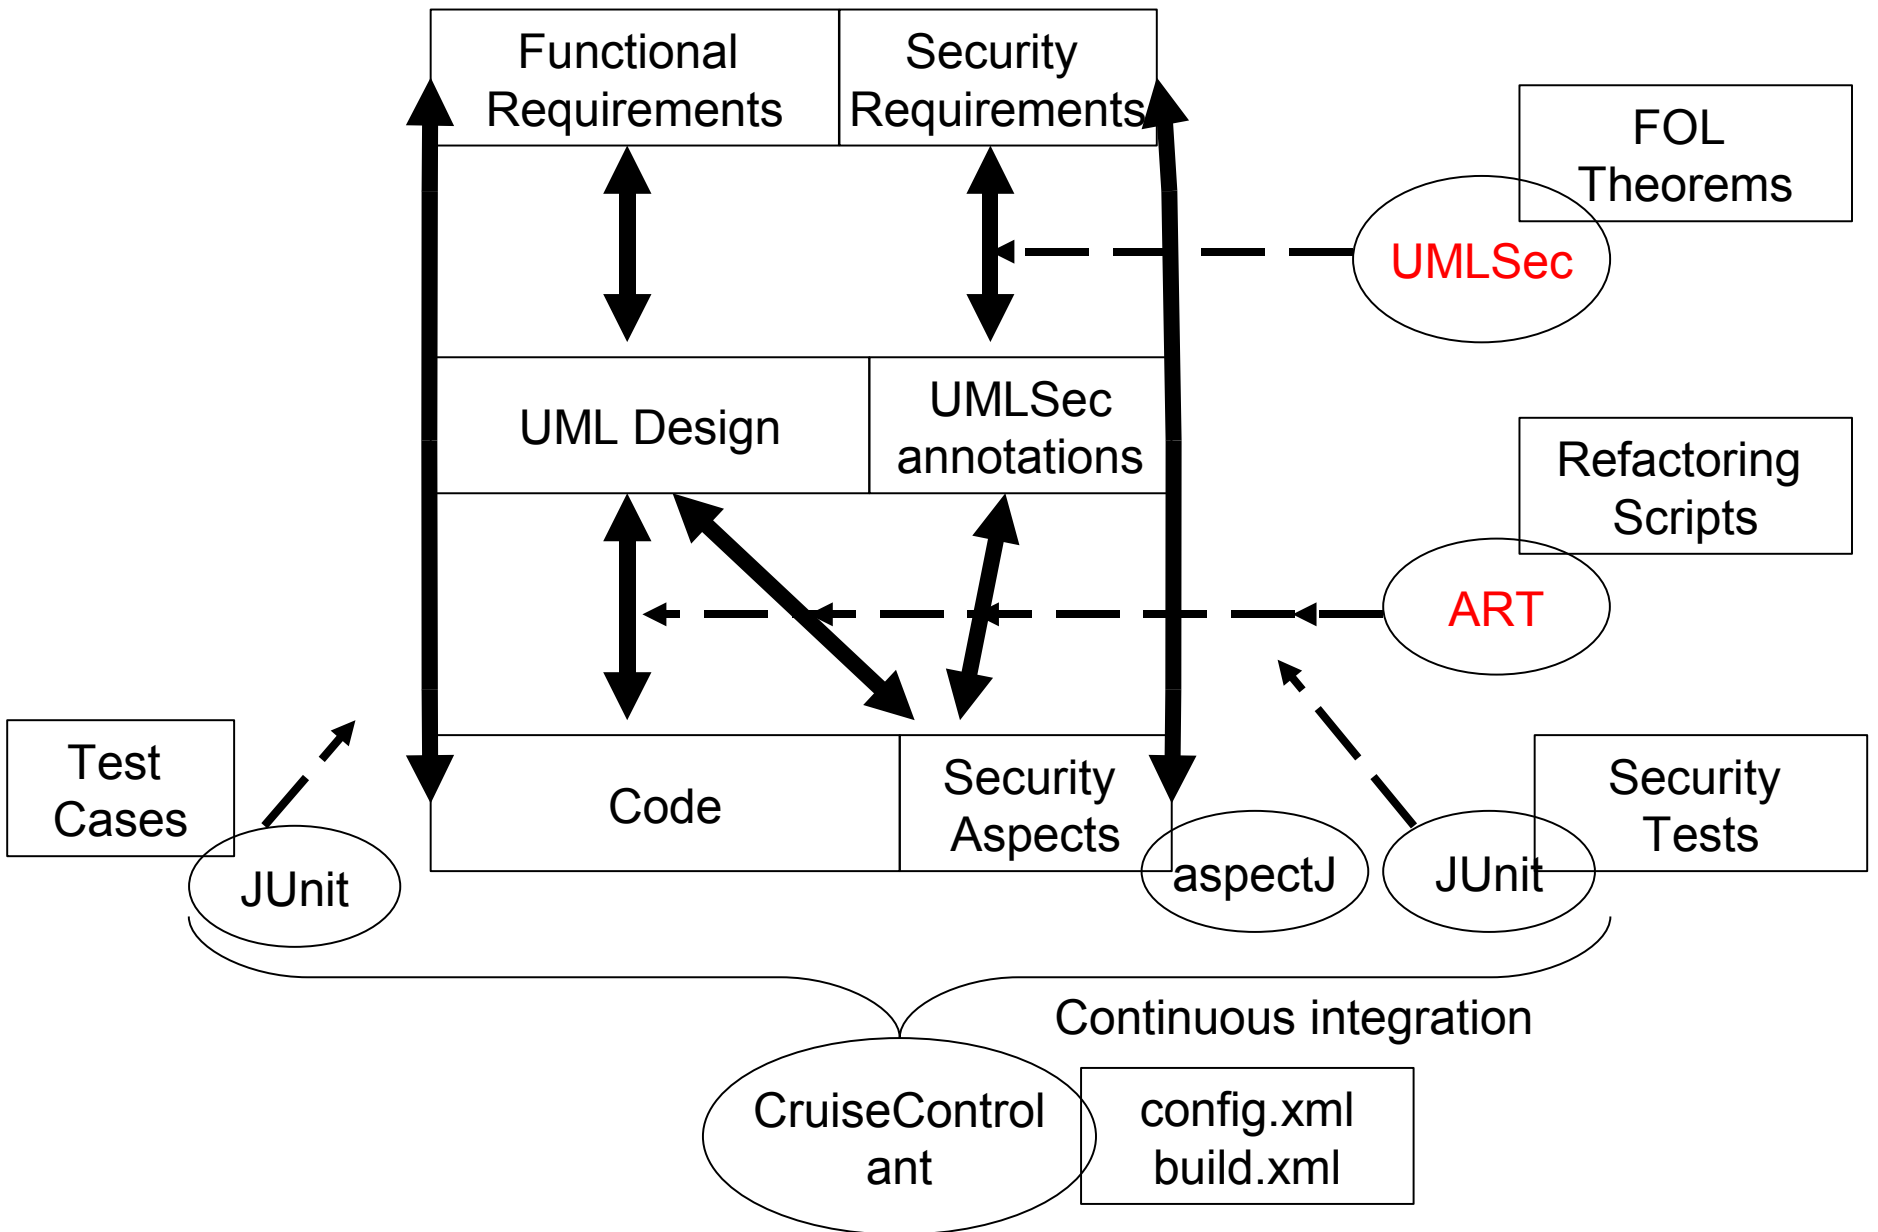 Functional
Requirements
Security
Requirements
FOL
Theorems
UMLSec
UML Design
UMLSec
annotations
Refactoring
Scripts
ART
Test
Cases
JUnit
Code
Security
Aspects
aspectJ
JUnit
Security
Tests
Continuous integration
CruiseControl
ant
config.xml
build.xml